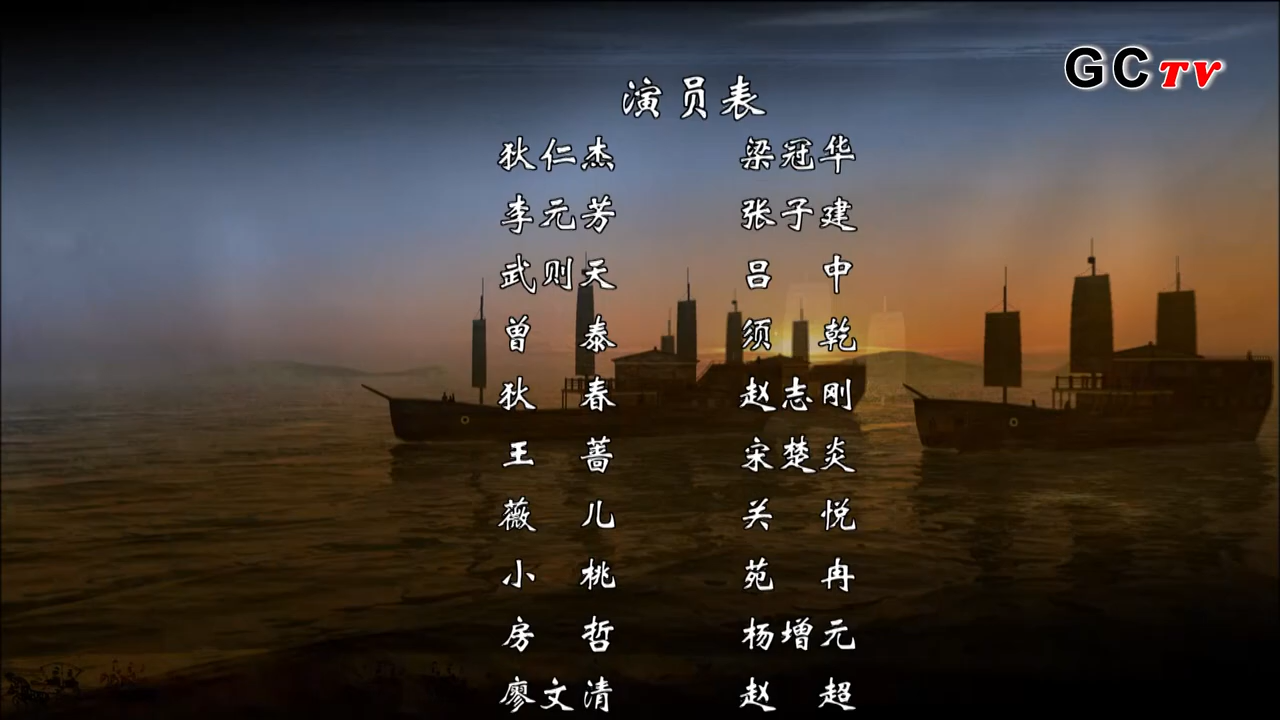 GCTV
演员表
狄仁杰 梁冠华
李元芳 张子建
武则天 吕中
曾泰 须乾
狄春 赵志刚
王蔷 宋楚炎
薇儿 关悦
小桃 苑冉
房哲 杨增元
廖文清 赵超